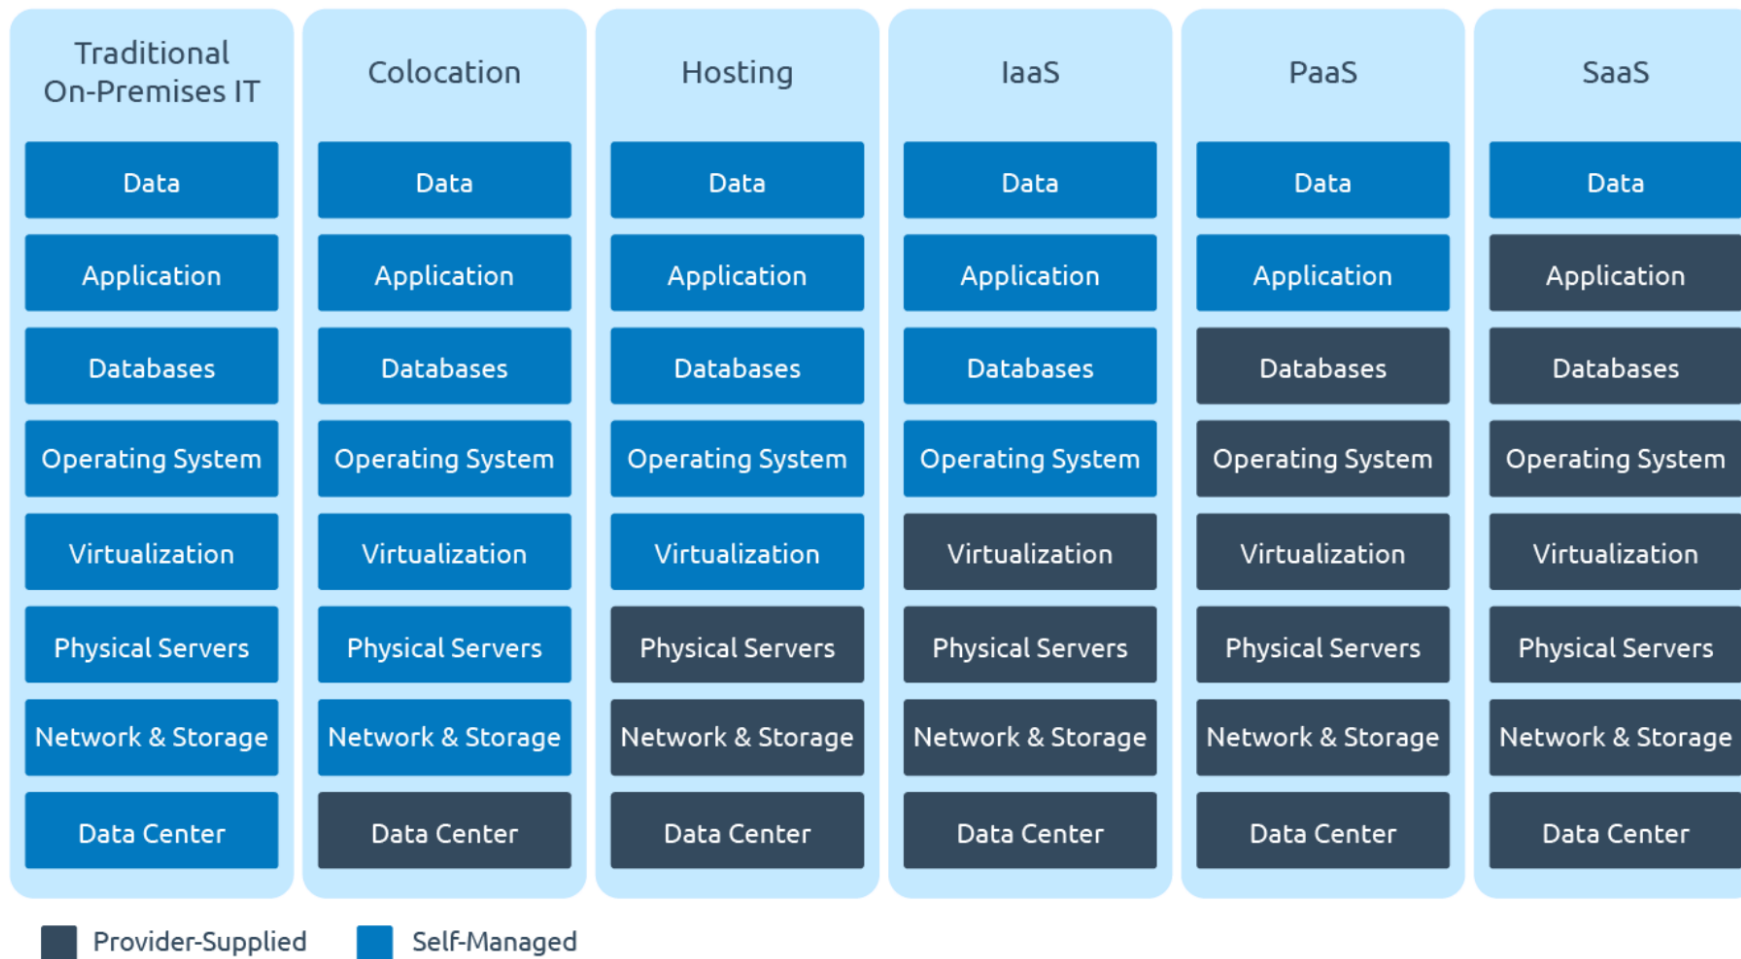 Traditional
On-Premises IT
Colocation
Hosting
IaaS
PaaS
SaaS
Data
Data
Data
Data
Data
Data
Application
Application
Application
Application
Application
Application
Databases
Databases
Databases
Databases
Databases
Databases
Operating System
Operating System
Operating System
Operating System
Operating System
Operating System
Virtualization
Virtualization
Virtualization
Virtualization
Virtualization
Virtualization
Physical Servers
Physical Servers
Physical Servers
Physical Servers
Physical Servers
Physical Servers
Network & Storage
Network & Storage
Network & Storage
Network & Storage
Network & Storage
Network & Storage
Data Center
Data Center
Data Center
Data Center
Data Center
Data Center
Provider-Supplied
Self-Managed